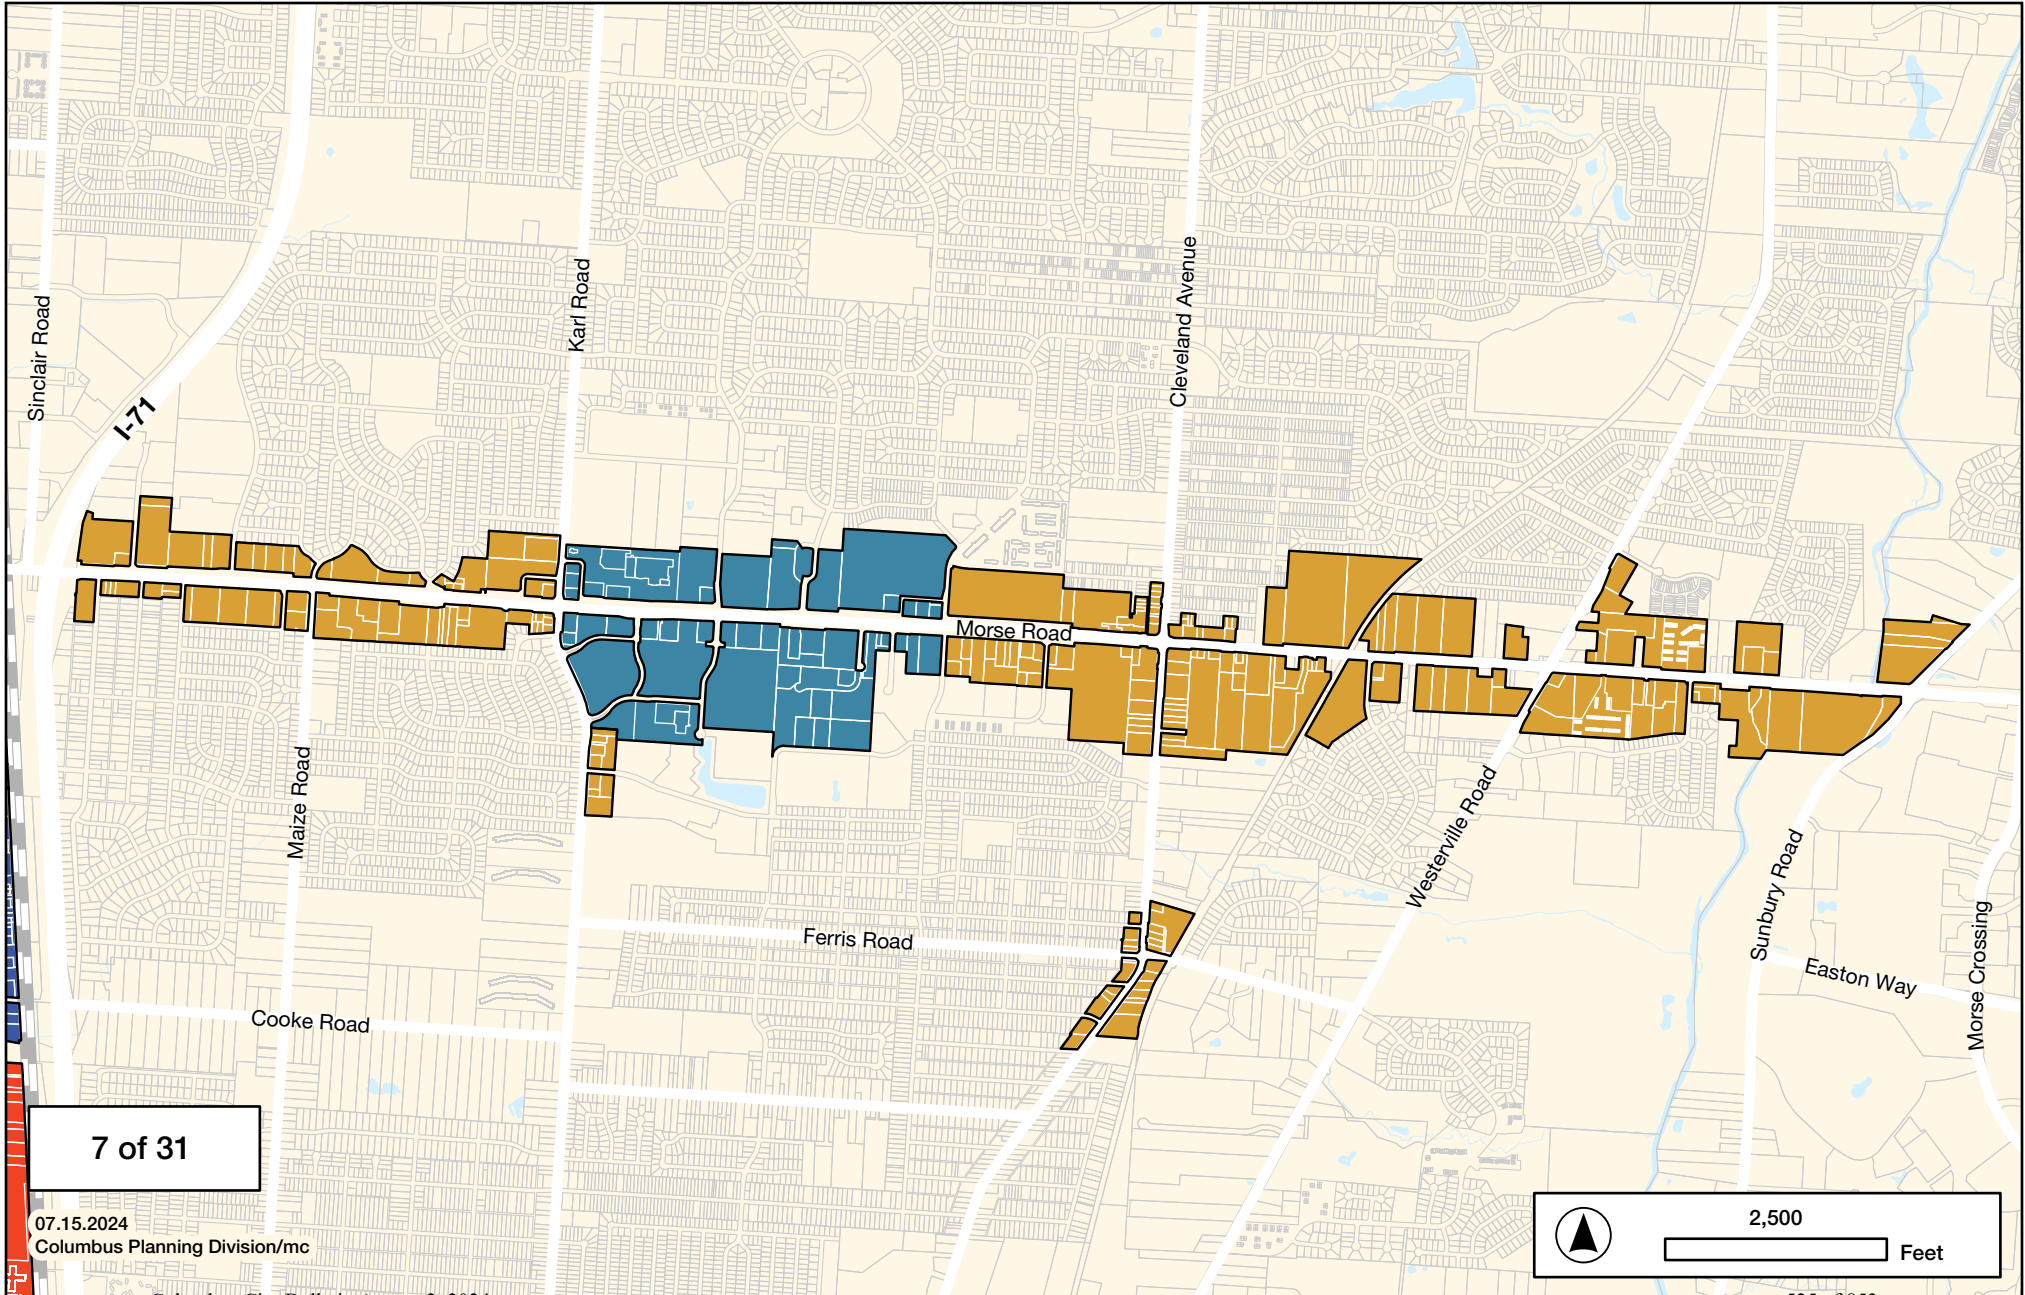 Cleveland Avenue
Karl Road
Sinclair Road
I-71
Morse Road
Maize Road
Westerville Road
Sunbury Road
Ferris Road
Easton Way
Morse Crossing
Cooke Road
7 of 31
07.15.2024
Columbus Planning Division/mc
2,500
Feet